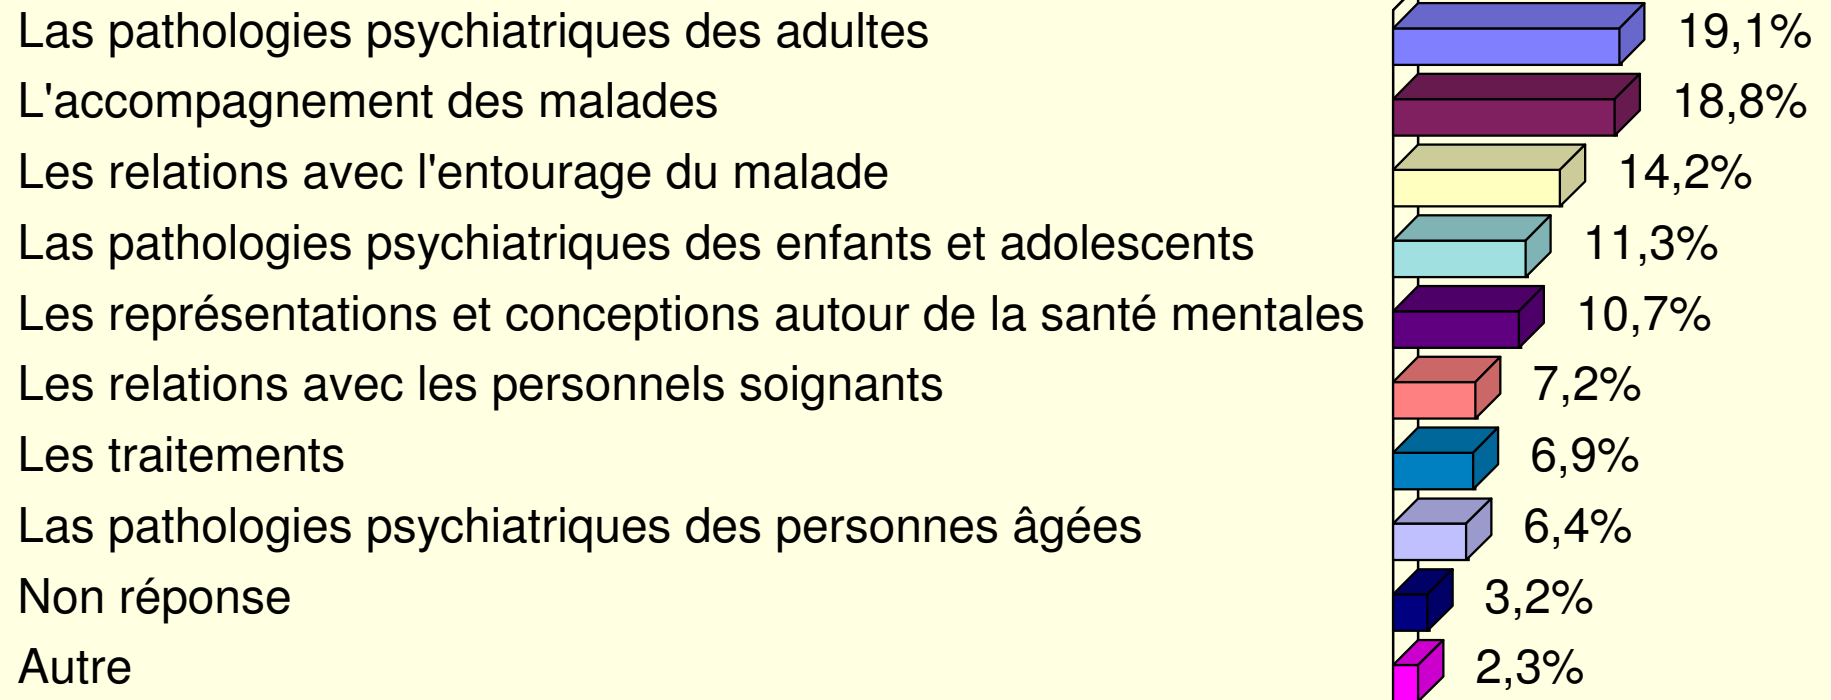 Las pathologies psychiatriques des adultes 19,1%
L'accompagnement des malades 18,8%
Les relations avec l'entourage du malade 14,2%
Las pathologies psychiatriques des enfants et adolescents 11,3%
Les représentations et conceptions autour de la santé mentales 10,7%
Les relations avec les personnels soignants 7,2%
Les traitements 6,9%
Las pathologies psychiatriques des personnes âgées 6,4%
Non réponse 3,2%
Autre 2,3%